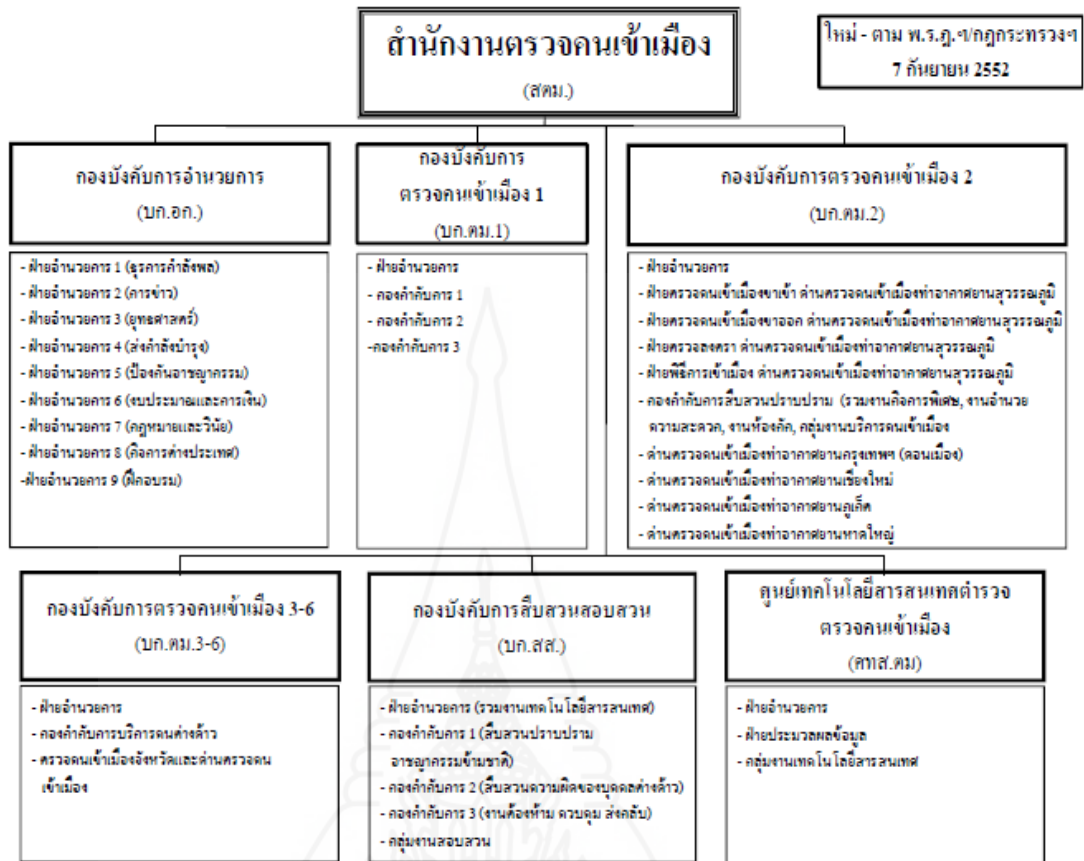 สำนักงานตรวจคนเข้าเมือง
(สตม.)
ใหม่ - ตาม พ.ร.ฎ.ฯ/กฎกระทรวงฯ
7 กันยายน 2552
กองบังคับการอำนวยการ
(บก.อก.)
- ฝ่ายอำนวยการ 1 (ธุรการกำลังพล)
- ฝ่ายอำนวยการ 2 (การข่าว)
- ฝ่ายอำนวยการ 3 (ยุทธศาสตร์)
- ฝ่ายอำนวยการ 4 (ส่งกำลังบำรุง)
- ฝ่ายอำนวยการ 5 (ป้องกันอาชญากรรม)
- ฝ่ายอำนวยการ 6 (งบประมาณและการเงิน)
- ฝ่ายอำนวยการ 7 (กฎหมายและวินัย)
- ฝ่ายอำนวยการ 8 (กิจการต่างประเทศ)
-ฝ่ายอำนวยการ 9 (ฝึกอบรม)
กองบังคับการ
ตรวจคนเข้าเมือง 1
(บก.ตม.1)
- ฝ่ายอำนวยการ
- กองกำกับการ 1
- กองกำกับการ 2
-กองกำกับการ 3
กองบังคับการตรวจคนเข้าเมือง 2
(บก.ตม.2)
- ฝ่ายอำนวยการ
- ฝ่ายตรวจคนเข้าเมืองขาเข้า ด่านตรวจคนเข้าเมืองท่าอากาศยานสุวรรณภูมิ
- ฝ่ายตรวจคนเข้าเมืองขาออก ด่านตรวจคนเข้าเมืองท่าอากาศยานสุวรรณภูมิ
- ฝ่ายตรวจลงตรา ด่านตรวจคนเข้าเมืองท่าอากาศยานสุวรรณภูมิ
- ฝ่ายพิธีการเข้าเมือง ด่านตรวจคนเข้าเมืองท่าอากาศยานสุวรรณภูมิ
- กองกำกับการสืบสวนปราบปราม (รวมงานกิจการพิเศษ, งานอำนวย
ความสะดวก, งานห้องกัก, กลุ่มงานบริการคนเข้าเมือง
- ด่านตรวจคนเข้าเมืองท่าอากาศยานกรุงเทพฯ (ดอนเมือง)
- ด่านตรวจคนเข้าเมืองท่าอากาศยานเชียงใหม่
- ด่านตรวจคนเข้าเมืองท่าอากาศยานภูเก็ต
- ด่านตรวจคนเข้าเมืองท่าอากาศยานหาดใหญ่
กองบังคับการตรวจคนเข้าเมือง 3-6
(บก.ตม.3-6)
- ฝ่ายอำนวยการ
- กองกำกับการบริการคนต่างด้าว
- ตรวจคนเข้าเมืองจังหวัดและด่านตรวจคน
เข้าเมือง
กองบังคับการสืบสวนสอบสวน
(บก.สส.)
- ฝ่ายอำนวยการ (รวมงานเทคโนโลยีสารสนเทศ)
- กองกำกับการ 1 (สืบสวนปราบปราม
อาชญากรรมข้ามชาติ)
- กองกำกับการ 2 (สืบสวนความผิดของบุคคลต่างด้าว)
- กองกำกับการ 3 (งานต้องห้าม ควบคุม ส่งกลับ)
- กลุ่มงานสอบสวน
ศูนย์เทคโนโลยีสารสนเทศตำรวจ
ตรวจคนเข้าเมือง
(ศทส.ตม)
- ฝ่ายอำนวยการ
- ฝ่ายประมวลผลข้อมูล
- กลุ่มงานเทคโนโลยีสารสนเทศ